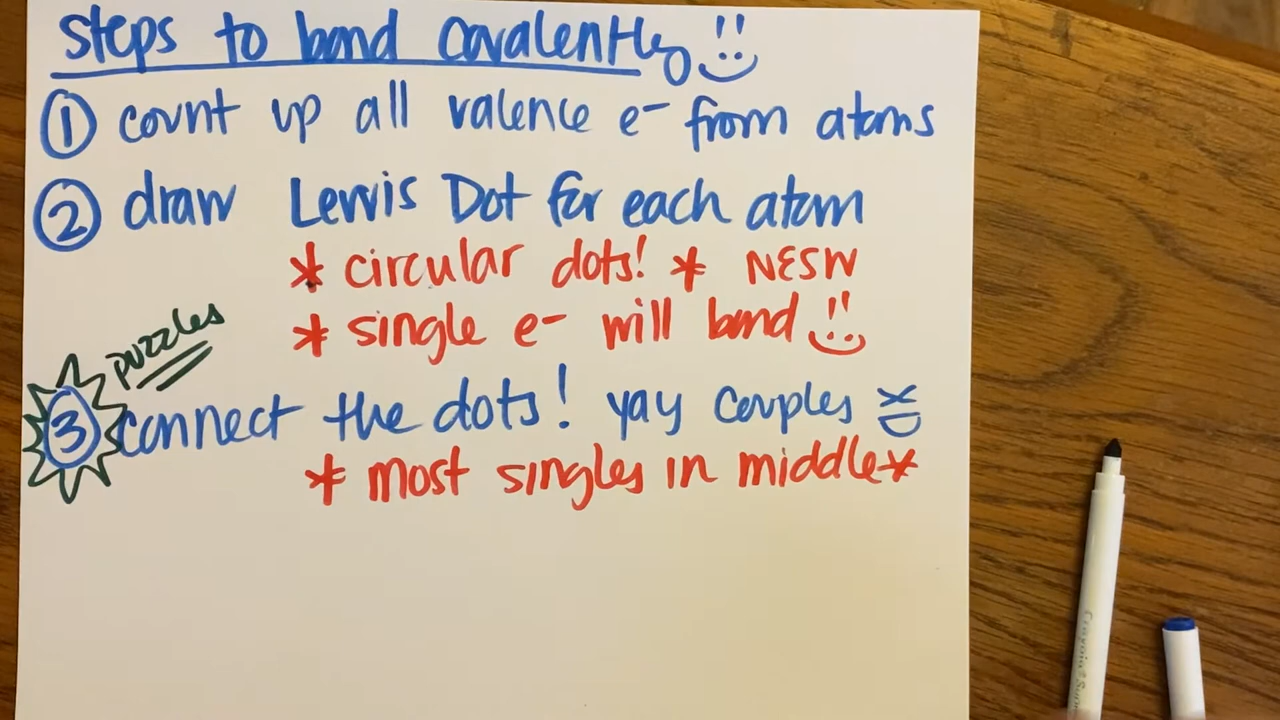 steps to bond covalently!!
① count up all valence e- from atoms
② draw Lewis Dot for each atom
* circular dots! * NESW
* single e- will bond!!
puzzles
③ connect the dots! yay couples XD
* most singles in middle*